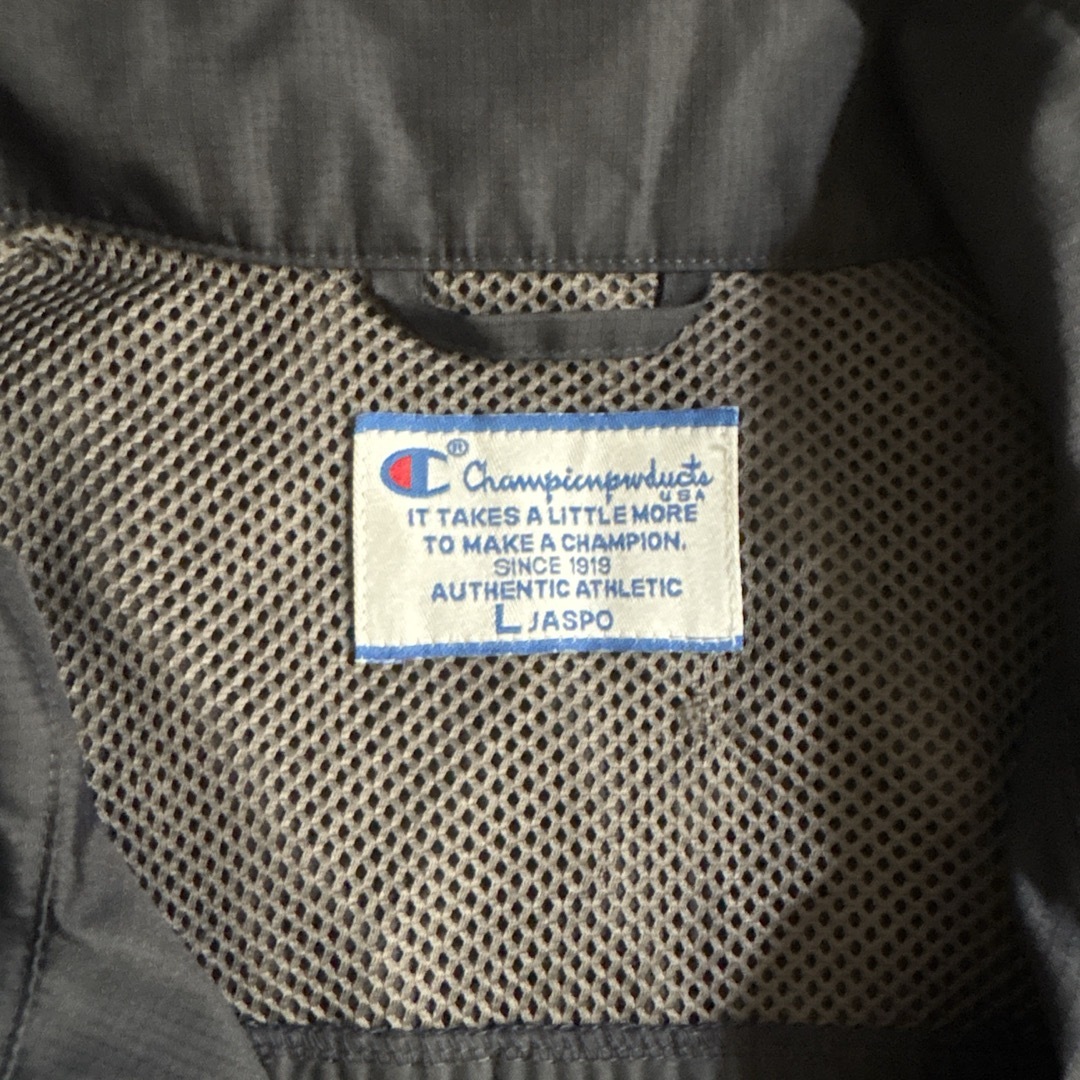 C® Championproducts
USA
IT TAKES A LITTLE MORE
TO MAKE A CHAMPION.
SINCE 1919
AUTHENTIC ATHLETIC
L JASPO